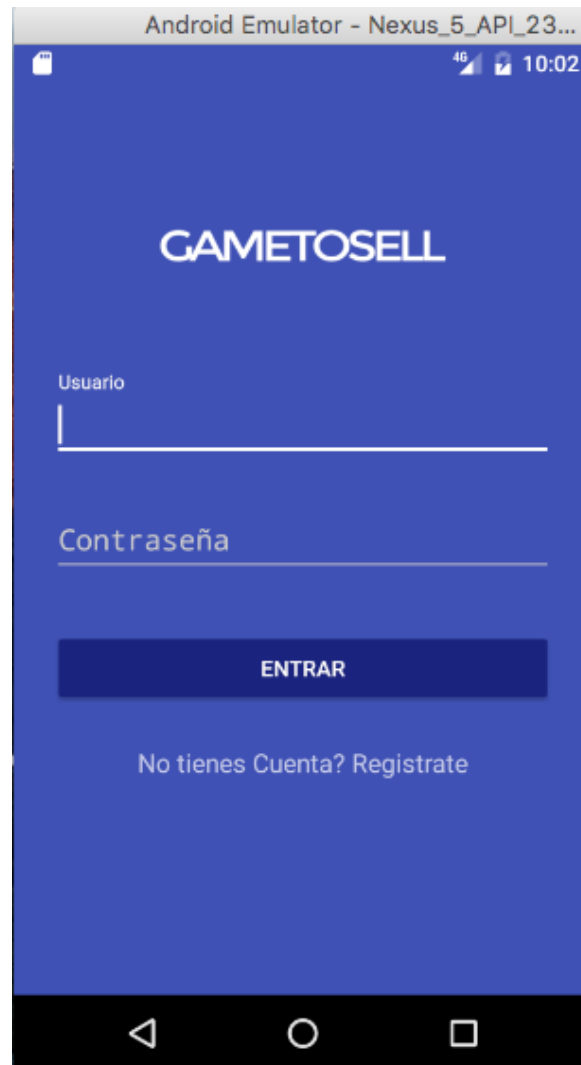 Android Emulator - Nexus_5_API_23...
4G 10:02
GAMETOSELL
Usuario
Contraseña
ENTRAR
No tienes Cuenta? Registrate